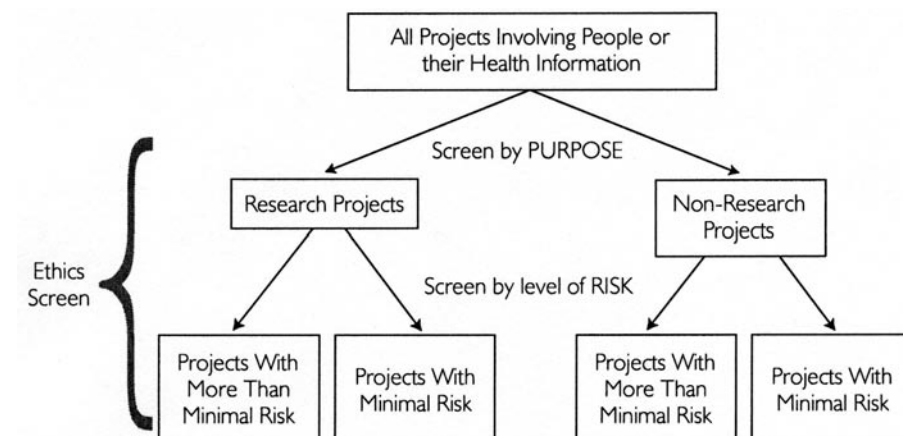 All Projects Involving People or
their Health Information
Screen by PURPOSE
Research Projects
Non-Research
Projects
Ethics
Screen
Screen by level of RISK
Projects With
More Than
Minimal Risk
Projects With
Minimal Risk
Projects With
More Than
Minimal Risk
Projects With
Minimal Risk